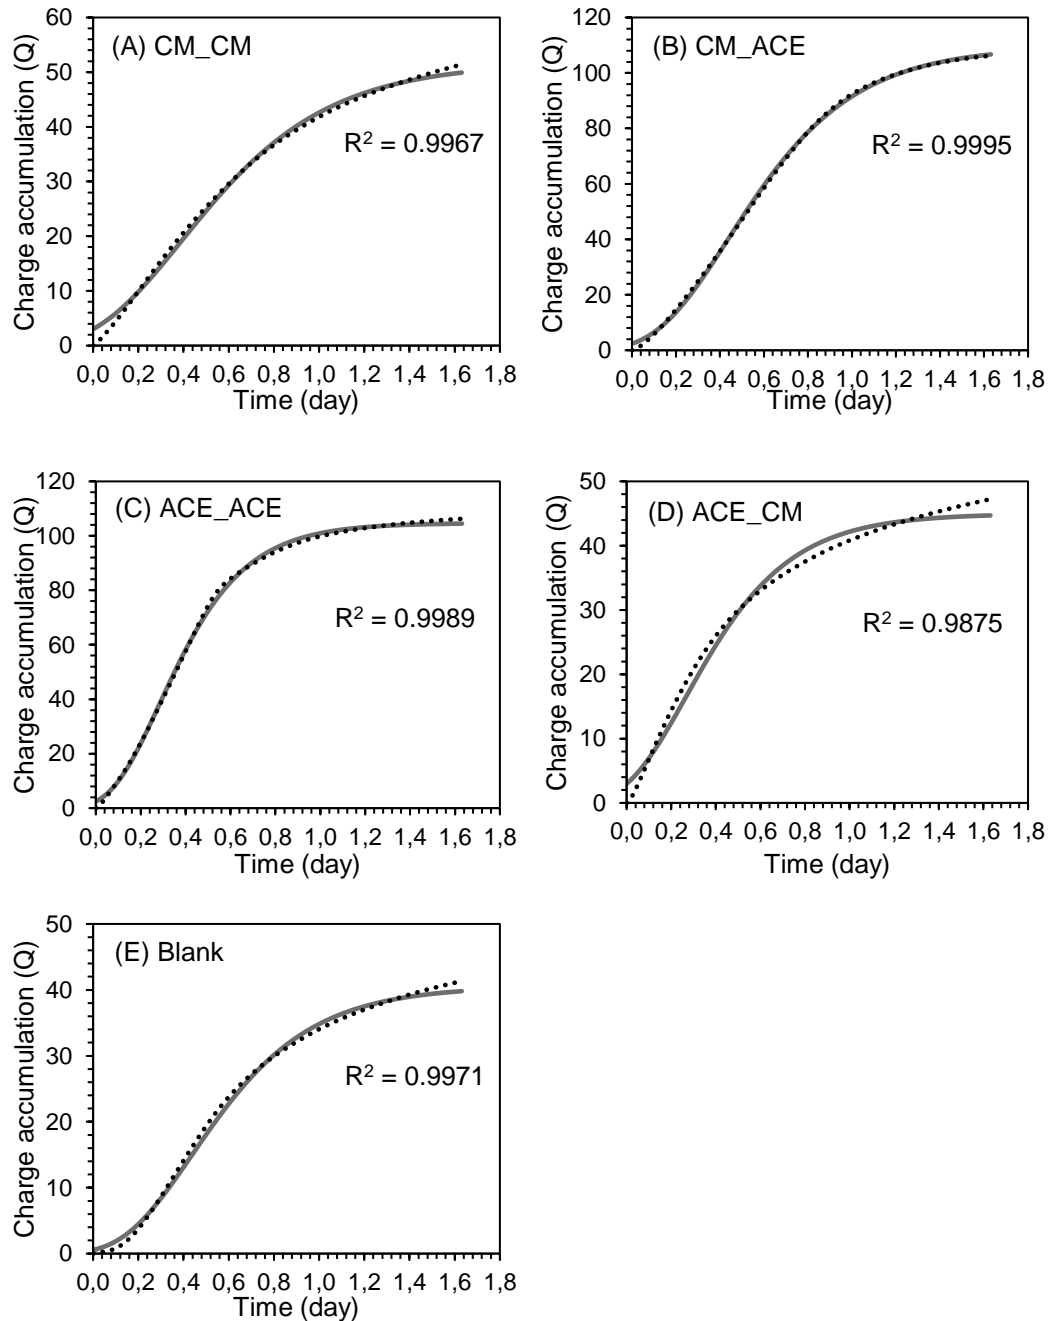 (A) CM_CM
Charge accumulation (Q)
60
50
40
30
20
10
0
R² = 0.9967
0,0 0,2 0,4 0,6 0,8 1,0 1,2 1,4 1,6 1,8
Time (day)
(B) CM_ACE
Charge accumulation (Q)
120
100
80
60
40
20
0
R² = 0.9995
0,0 0,2 0,4 0,6 0,8 1,0 1,2 1,4 1,6 1,8
Time (day)
(C) ACE_ACE
Charge accumulation (Q)
120
100
80
60
40
20
0
R² = 0.9989
0,0 0,2 0,4 0,6 0,8 1,0 1,2 1,4 1,6 1,8
Time (day)
(D) ACE_CM
Charge accumulation (Q)
50
40
30
20
10
0
R² = 0.9875
0,0 0,2 0,4 0,6 0,8 1,0 1,2 1,4 1,6 1,8
Time (day)
(E) Blank
Charge accumulation (Q)
50
40
30
20
10
0
R² = 0.9971
0,0 0,2 0,4 0,6 0,8 1,0 1,2 1,4 1,6 1,8
Time (day)